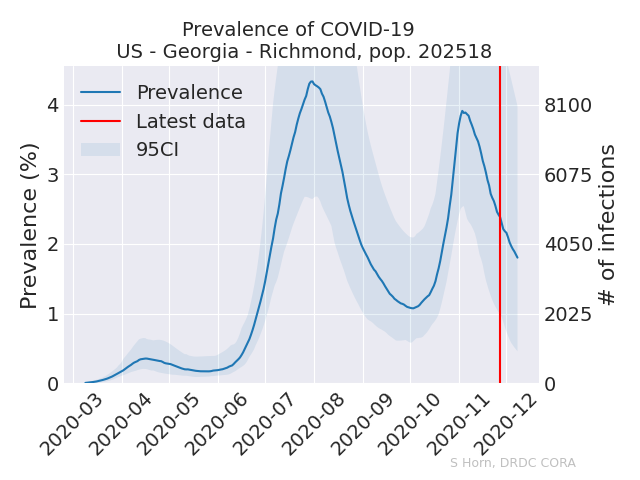 Prevalence of COVID-19
US - Georgia - Richmond, pop. 202518
Prevalence
Latest data
95CI
Prevalence (%)
4
3
2
1
0
8100
6075
4050
2025
0
# of infections
2020-03
2020-04
2020-05
2020-06
2020-07
2020-08
2020-09
2020-10
2020-11
2020-12
S Horn, DRDC CORA